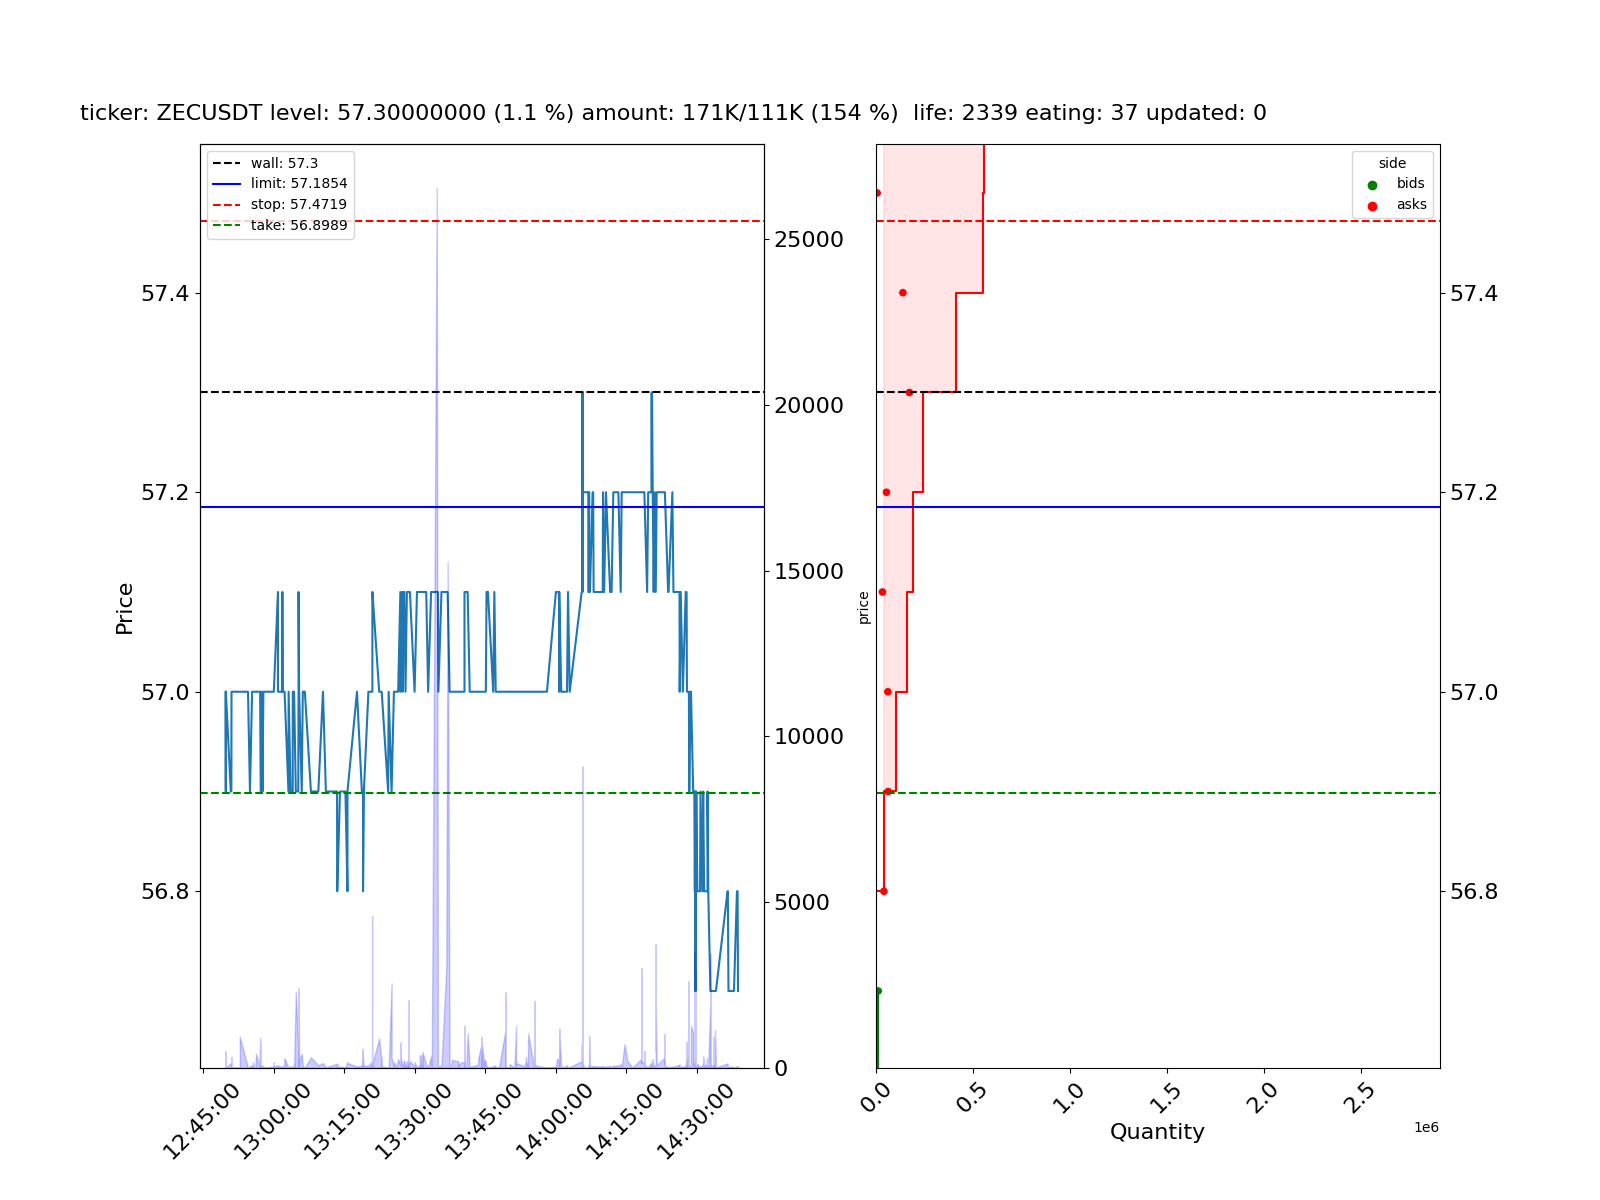 ticker: ZECUSDT level: 57.30000000 (1.1 %) amount: 171K/111K (154 %)  life: 2339 eating: 37 updated: 0
wall: 57.3
limit: 57.1854
stop: 57.4719
take: 56.8989
Price
57.4
57.2
57.0
56.8
25000
20000
15000
10000
5000
0
12:45:00
13:00:00
13:15:00
13:30:00
13:45:00
14:00:00
14:15:00
14:30:00
side
bids
asks
price
57.4
57.2
57.0
56.8
0.0
0.5
1.0
1.5
2.0
2.5
1e6
Quantity